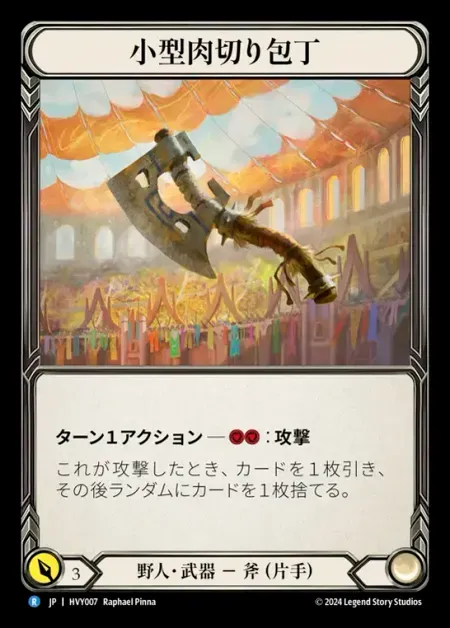 小型肉切り包丁
ターン1アクション ― : 攻撃
これが攻撃したとき、カードを1枚引き、
その後ランダムにカードを1枚捨てる。
3
野人・武器 － 斧 (片手)
R JP | HVY007 Raphael Pinna
© 2024 Legend Story Studios